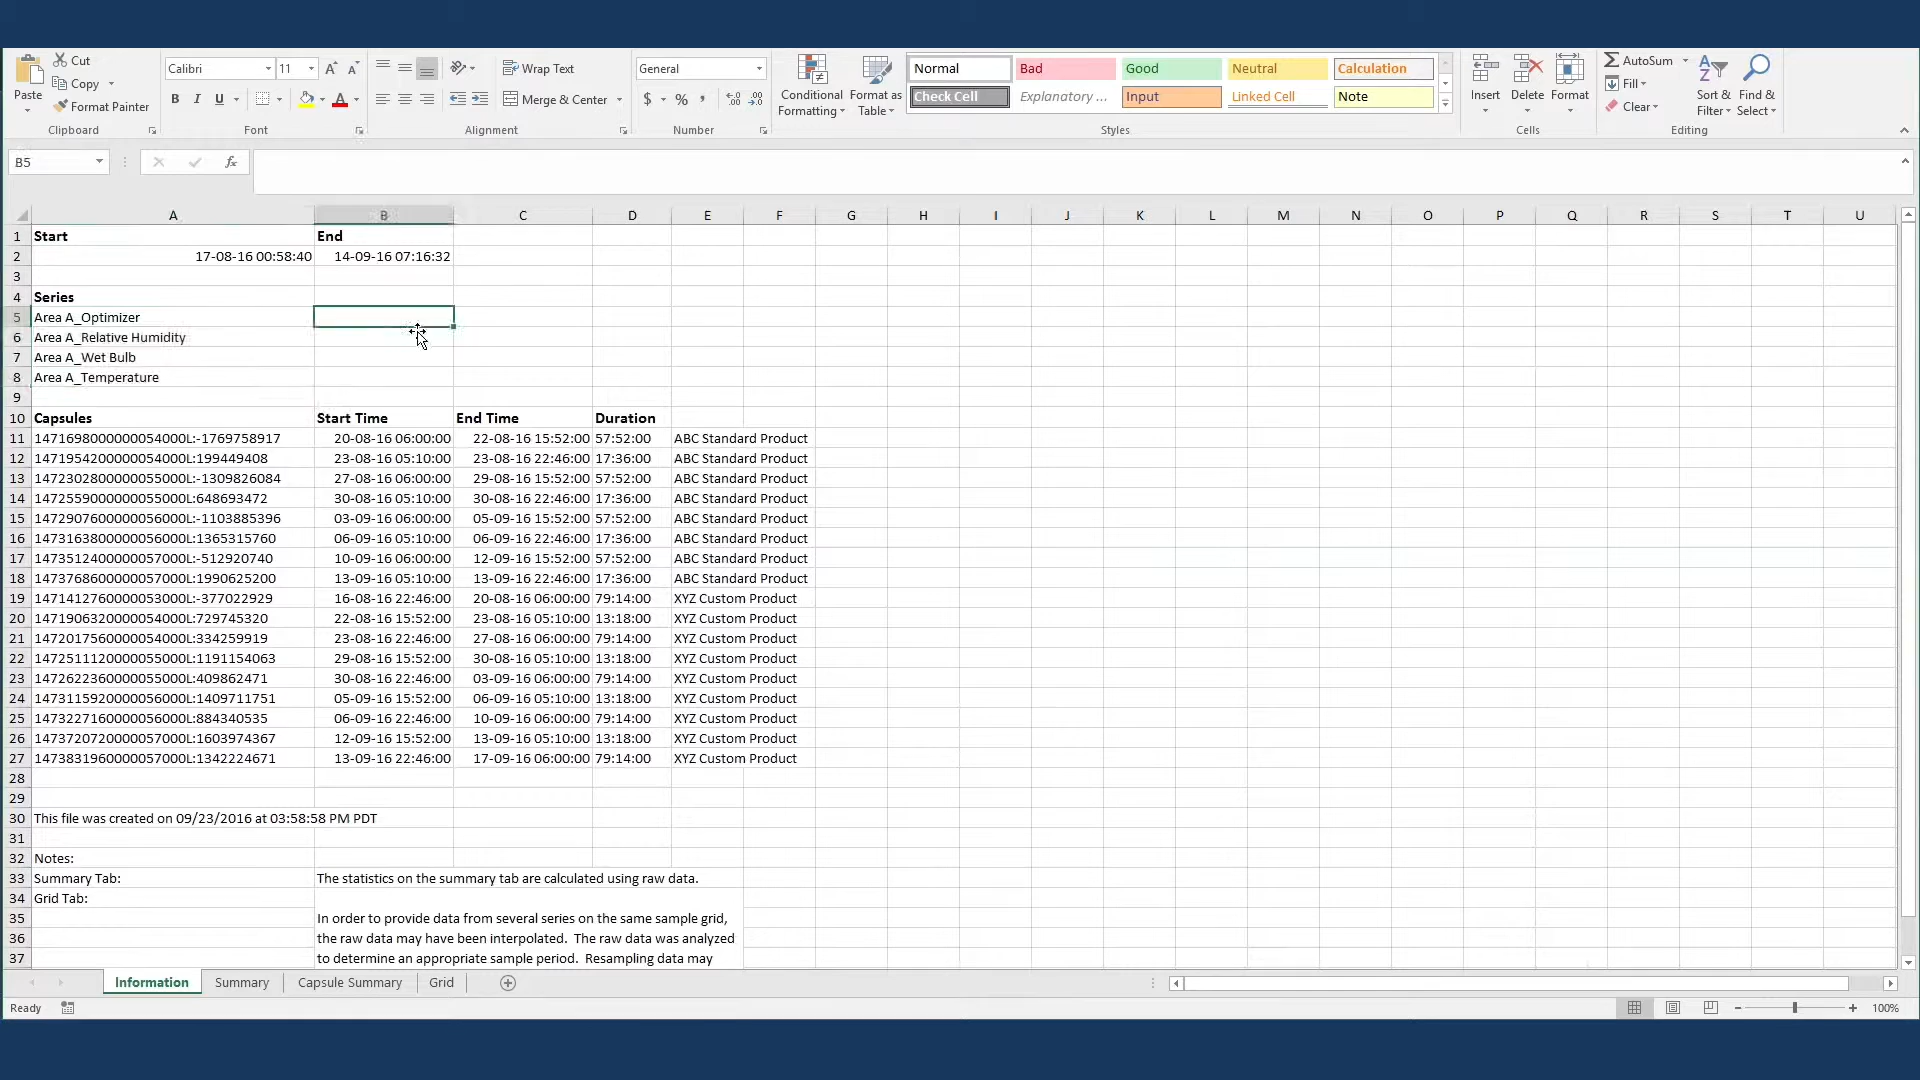 Cut
Copy
Format Painter
Paste
Clipboard
Calibri 11
B I U
Font
Wrap Text
Merge & Center
Alignment
General
$ % ,
Number
Conditional Formatting
Format as Table
Normal Bad Good Neutral Calculation
Check Cell Explanatory ... Input Linked Cell Note
Styles
Insert Delete Format
Cells
AutoSum
Fill
Clear
Sort & Filter
Find & Select
Editing
B5 fx
A B C D E F G H I J K L M N O P Q R S T U
1 Start End
2 17-08-16 00:58:40 14-09-16 07:16:32
3
4 Series
5 Area A_Optimizer
6 Area A_Relative Humidity
7 Area A_Wet Bulb
8 Area A_Temperature
9
10 Capsules Start Time End Time Duration
11 1471698000000054000L:-1769758917 20-08-16 06:00:00 22-08-16 15:52:00 57:52:00 ABC Standard Product
12 1471954200000054000L:199449408 23-08-16 05:10:00 23-08-16 22:46:00 17:36:00 ABC Standard Product
13 1472302800000055000L:-1309826084 27-08-16 06:00:00 29-08-16 15:52:00 57:52:00 ABC Standard Product
14 1472559000000055000L:648693472 30-08-16 05:10:00 30-08-16 22:46:00 17:36:00 ABC Standard Product
15 1472907600000056000L:-1103885396 03-09-16 06:00:00 05-09-16 15:52:00 57:52:00 ABC Standard Product
16 1473163800000056000L:1365315760 06-09-16 05:10:00 06-09-16 22:46:00 17:36:00 ABC Standard Product
17 1473512400000057000L:-512920740 10-09-16 06:00:00 12-09-16 15:52:00 57:52:00 ABC Standard Product
18 1473768600000057000L:1990625200 13-09-16 05:10:00 13-09-16 22:46:00 17:36:00 ABC Standard Product
19 1471412760000053000L:-377022929 16-08-16 22:46:00 20-08-16 06:00:00 79:14:00 XYZ Custom Product
20 1471906320000054000L:729745320 22-08-16 15:52:00 23-08-16 05:10:00 13:18:00 XYZ Custom Product
21 1472017560000054000L:334259919 23-08-16 22:46:00 27-08-16 06:00:00 79:14:00 XYZ Custom Product
22 1472511120000055000L:1191154063 29-08-16 15:52:00 30-08-16 05:10:00 13:18:00 XYZ Custom Product
23 1472622360000055000L:409862471 30-08-16 22:46:00 03-09-16 06:00:00 79:14:00 XYZ Custom Product
24 1473115920000056000L:1409711751 05-09-16 15:52:00 06-09-16 05:10:00 13:18:00 XYZ Custom Product
25 1473227160000056000L:884340535 06-09-16 22:46:00 10-09-16 06:00:00 79:14:00 XYZ Custom Product
26 1473720720000057000L:1603974367 12-09-16 15:52:00 13-09-16 05:10:00 13:18:00 XYZ Custom Product
27 1473831960000057000L:1342224671 13-09-16 22:46:00 17-09-16 06:00:00 79:14:00 XYZ Custom Product
28
29
30 This file was created on 09/23/2016 at 03:58:58 PM PDT
31
32 Notes:
33 Summary Tab: The statistics on the summary tab are calculated using raw data.
34 Grid Tab:
35 In order to provide data from several series on the same sample grid,
36 the raw data may have been interpolated. The raw data was analyzed
37 to determine an appropriate sample period. Resampling data may
Information Summary Capsule Summary Grid
Ready 100%